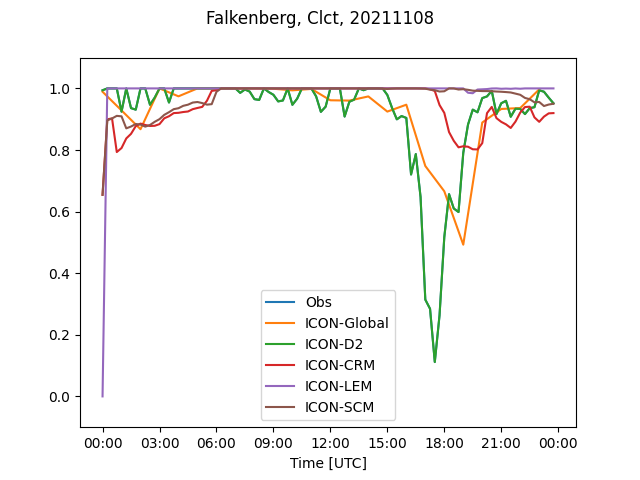 Falkenberg, Clct, 20211108
1.0
0.8
0.6
0.4
0.2
0.0
Obs
ICON-Global
ICON-D2
ICON-CRM
ICON-LEM
ICON-SCM
00:00 03:00 06:00 09:00 12:00 15:00 18:00 21:00 00:00
Time [UTC]